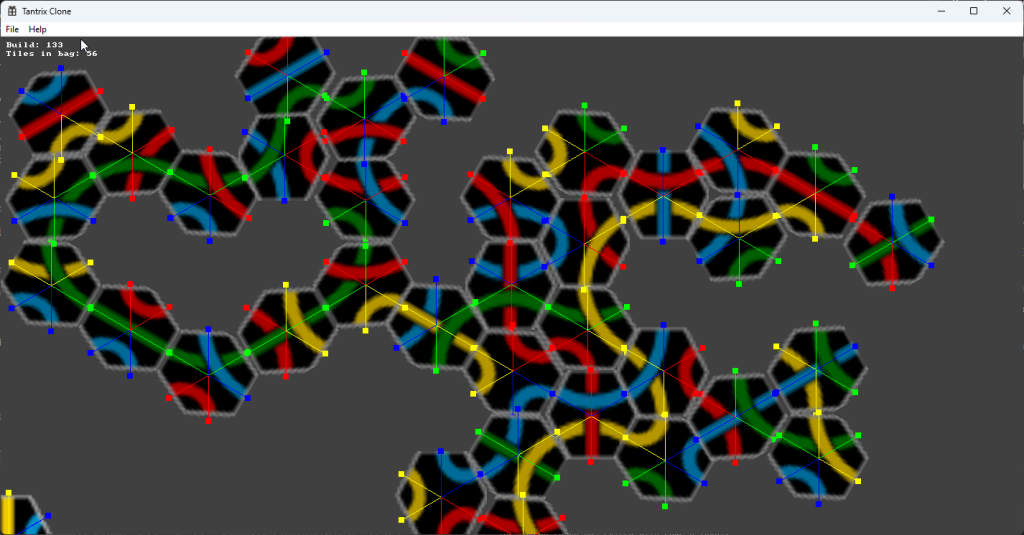 Tantrix Clone
File Help
Build: 133
Tiles in bag: 56